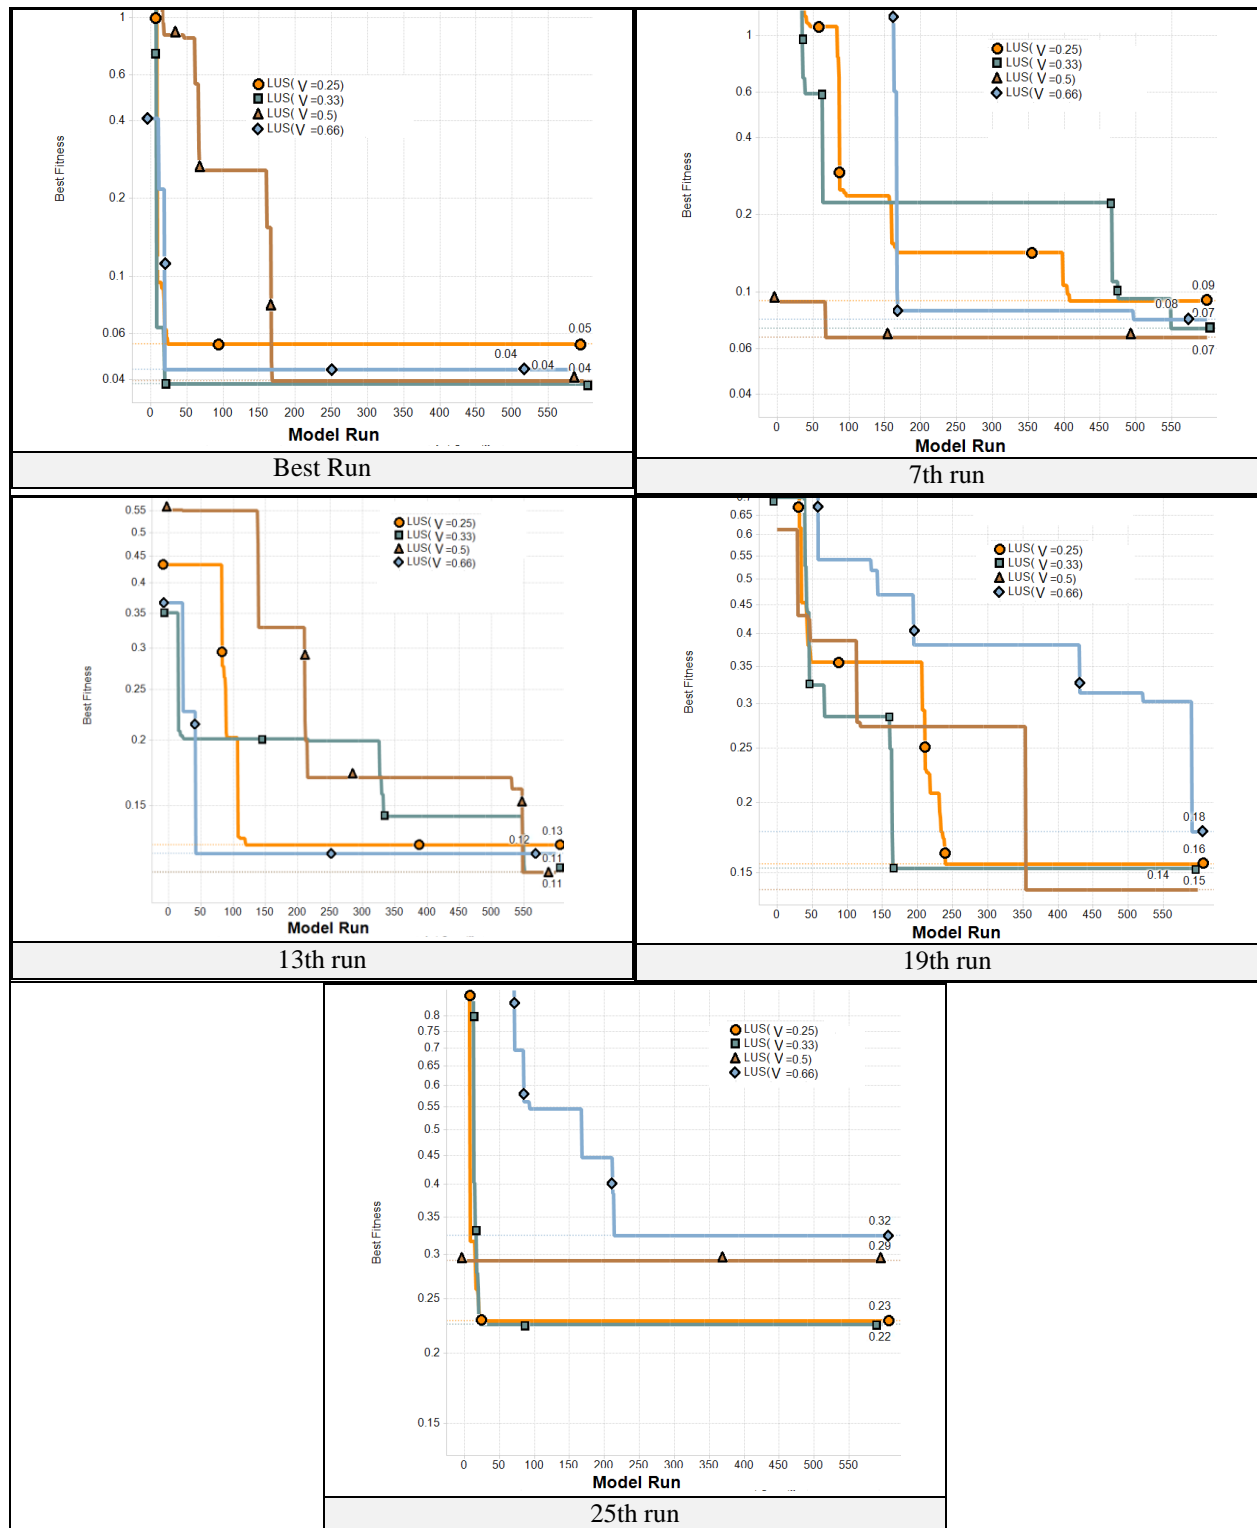 1
0.6
0.4
0.2
0.1
0.06
0.04
Best Fitness
LUS( V =0.25)
LUS( V =0.33)
LUS( V =0.5)
LUS( V =0.66)
0.05
0.04
0.04
0.04
0 50 100 150 200 250 300 350 400 450 500 550
Model Run
Best Run
1
0.6
0.4
0.2
0.1
0.06
0.04
Best Fitness
LUS( V =0.25)
LUS( V =0.33)
LUS( V =0.5)
LUS( V =0.66)
0.09
0.08
0.07
0.07
0 50 100 150 200 250 300 350 400 450 500 550
Model Run
7th run
0.55
0.5
0.45
0.4
0.35
0.3
0.25
0.2
0.15
Best Fitness
LUS( V =0.25)
LUS( V =0.33)
LUS( V =0.5)
LUS( V =0.66)
0.13
0.12
0.11
0.11
0 50 100 150 200 250 300 350 400 450 500 550
Model Run
13th run
0.7
0.65
0.6
0.55
0.5
0.45
0.4
0.35
0.3
0.25
0.2
0.15
Best Fitness
LUS( V =0.25)
LUS( V =0.33)
LUS( V =0.5)
LUS( V =0.66)
0.18
0.16
0.14
0.15
0 50 100 150 200 250 300 350 400 450 500 550
Model Run
19th run
0.8
0.75
0.7
0.65
0.6
0.55
0.5
0.45
0.4
0.35
0.3
0.25
0.2
0.15
Best Fitness
LUS( V =0.25)
LUS( V =0.33)
LUS( V =0.5)
LUS( V =0.66)
0.32
0.29
0.23
0.22
0 50 100 150 200 250 300 350 400 450 500 550
Model Run
25th run